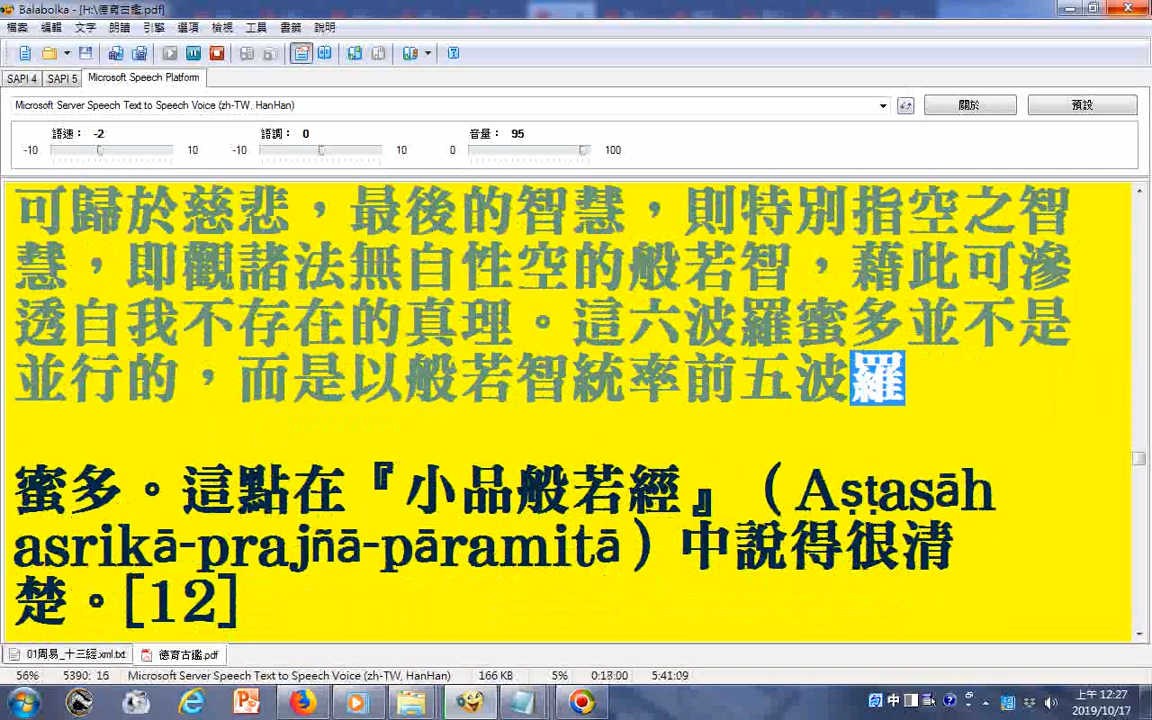 Balabolka - [H:\德育古鑑.pdf]
檔案 編輯 文字 朗讀 引擎 選項 檢視 工具 書籤 說明
SAPI 4 SAPI 5 Microsoft Speech Platform
Microsoft Server Speech Text to Speech Voice (zh-TW, HanHan) 關於 預設
語速： -2 語調： 0 音量： 95
-10 10 -10 10 0 100
可歸於慈悲，最後的智慧，則特別指空之智
慧，即觀諸法無自性空的般若智，藉此可滲
透自我不存在的真理。這六波羅蜜多並不是
並行的，而是以般若智統率前五波羅
蜜多。這點在『小品般若經』（Aṣṭasāh
asrikā-prajñā-pāramitā）中說得很清
楚。[12]
01周易_十三經.xml.txt 德育古鑑.pdf
56% 5390: 16 Microsoft Server Speech Text to Speech Voice (zh-TW, HanHan) 166 KB 5% 0:18:00 5:41:09
中 上午 12:27
2019/10/17